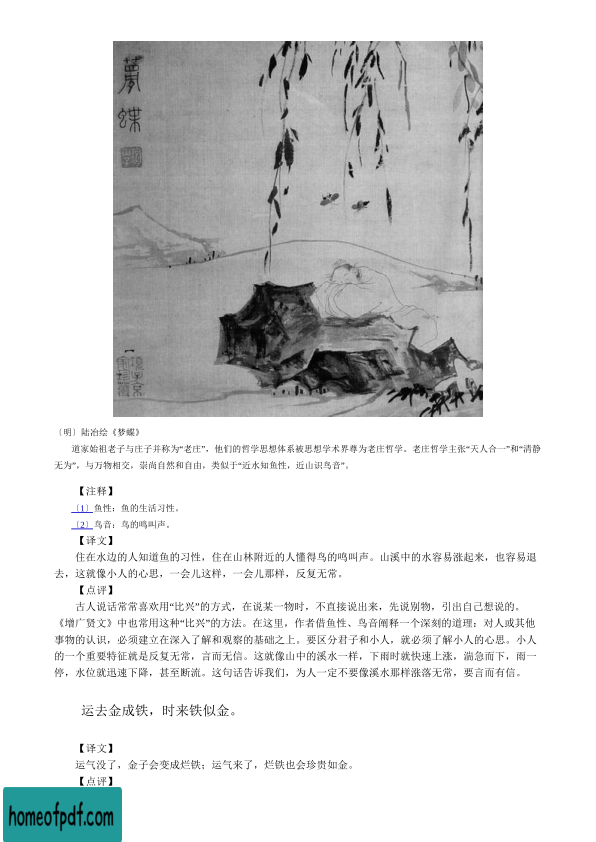 夢
蝶
〔明〕陆治绘《梦蝶》
道家始祖老子与庄子并称为“老庄”，他们的哲学思想体系被思想学术界尊为老庄哲学。老庄哲学主张“天人合一”和“清静
无为”，与万物相交，崇尚自然和自由，类似于“近水知鱼性，近山识鸟音”。
【注释】
〔1〕鱼性：鱼的生活习性。
〔2〕鸟音：鸟的鸣叫声。
【译文】
住在水边的人知道鱼的习性，住在山林附近的人懂得鸟的鸣叫声。山溪中的水容易涨起来，也容易退
去，这就像小人的心思，一会儿这样，一会儿那样，反复无常。
【点评】
古人说话常常喜欢用“比兴”的方式，在说某一物时，不直接说出来，先说别物，引出自己想说的。
《增广贤文》中也常用这种“比兴”的方法。在这里，作者借鱼性、鸟音阐释一个深刻的道理：对人或其他
事物的认识，必须建立在深入了解和观察的基础之上。要区分君子和小人，就必须了解小人的心思。小人
的一个重要特征就是反复无常，言而无信。这就像山中的溪水一样，下雨时就快速上涨，湍急而下，雨一
停，水位就迅速下降，甚至断流。这句话告诉我们，为人一定不要像溪水那样涨落无常，要言而有信。
运去金成铁，时来铁似金。
【译文】
运气没了，金子会变成烂铁；运气来了，烂铁也会珍贵如金。
【点评】
homeofpdf.com